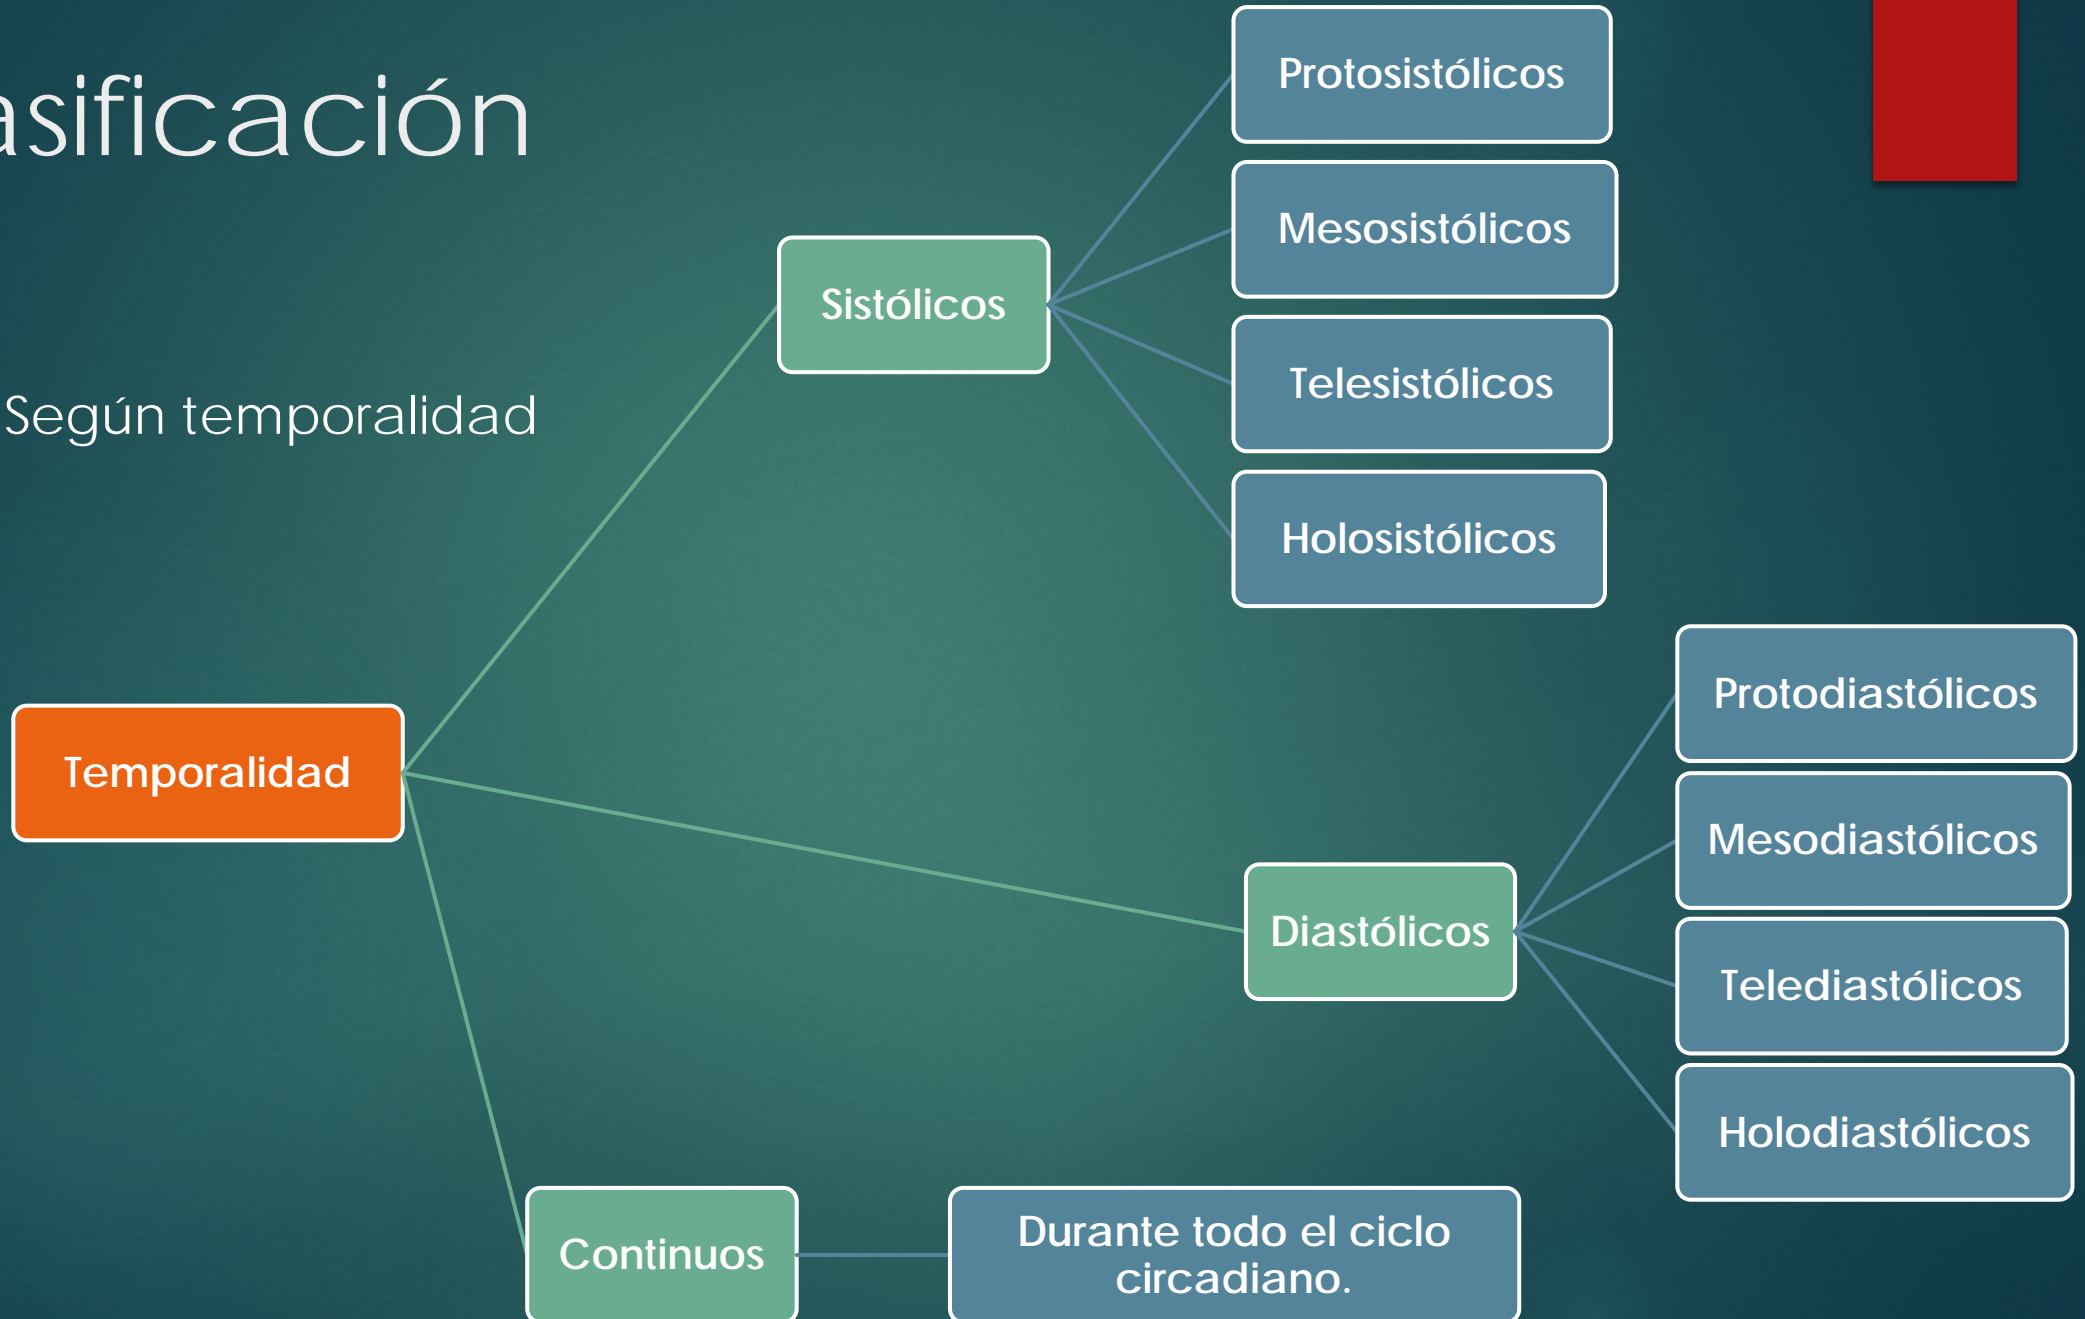 asificación
Según temporalidad
Temporalidad
Sistólicos
Protosistólicos
Mesosistólicos
Telesistólicos
Holosistólicos
Diastólicos
Protodiastólicos
Mesodiastólicos
Telediastólicos
Holodiastólicos
Continuos
Durante todo el ciclo
circadiano.